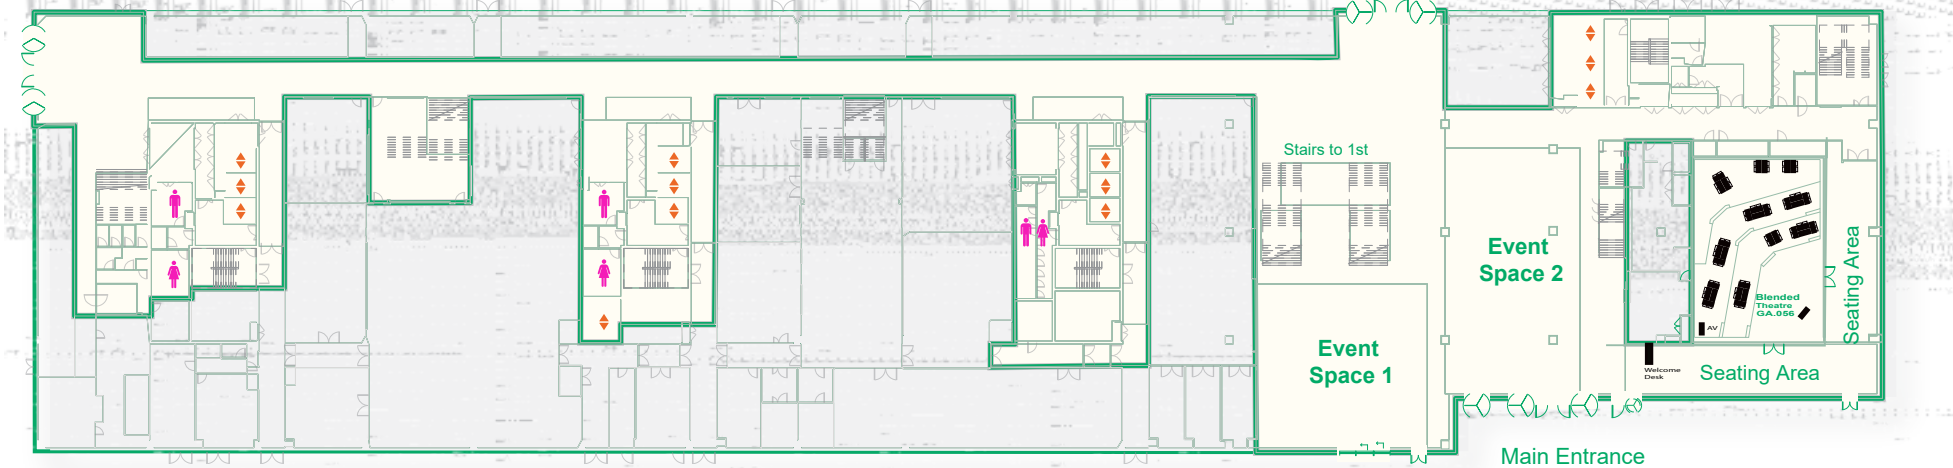 Stairs to 1st
Event
Space 2
Event
Space 1
Blended
Theatre
GA.056
AV
Welcome
Desk
Seating Area
Seating Area
Main Entrance